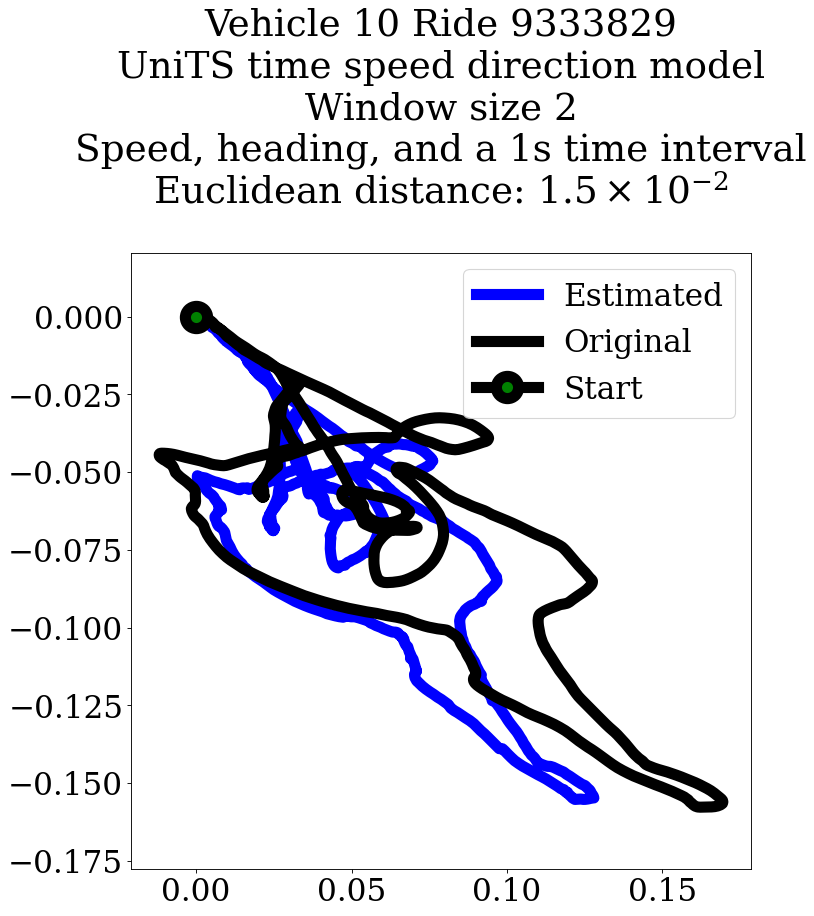 Vehicle 10 Ride 9333829
UniTS time speed direction model
Window size 2
Speed, heading, and a 1s time interval
Euclidean distance: 1.5 × 10⁻²
Estimated
Original
Start
0.000
−0.025
−0.050
−0.075
−0.100
−0.125
−0.150
−0.175
0.00 0.05 0.10 0.15